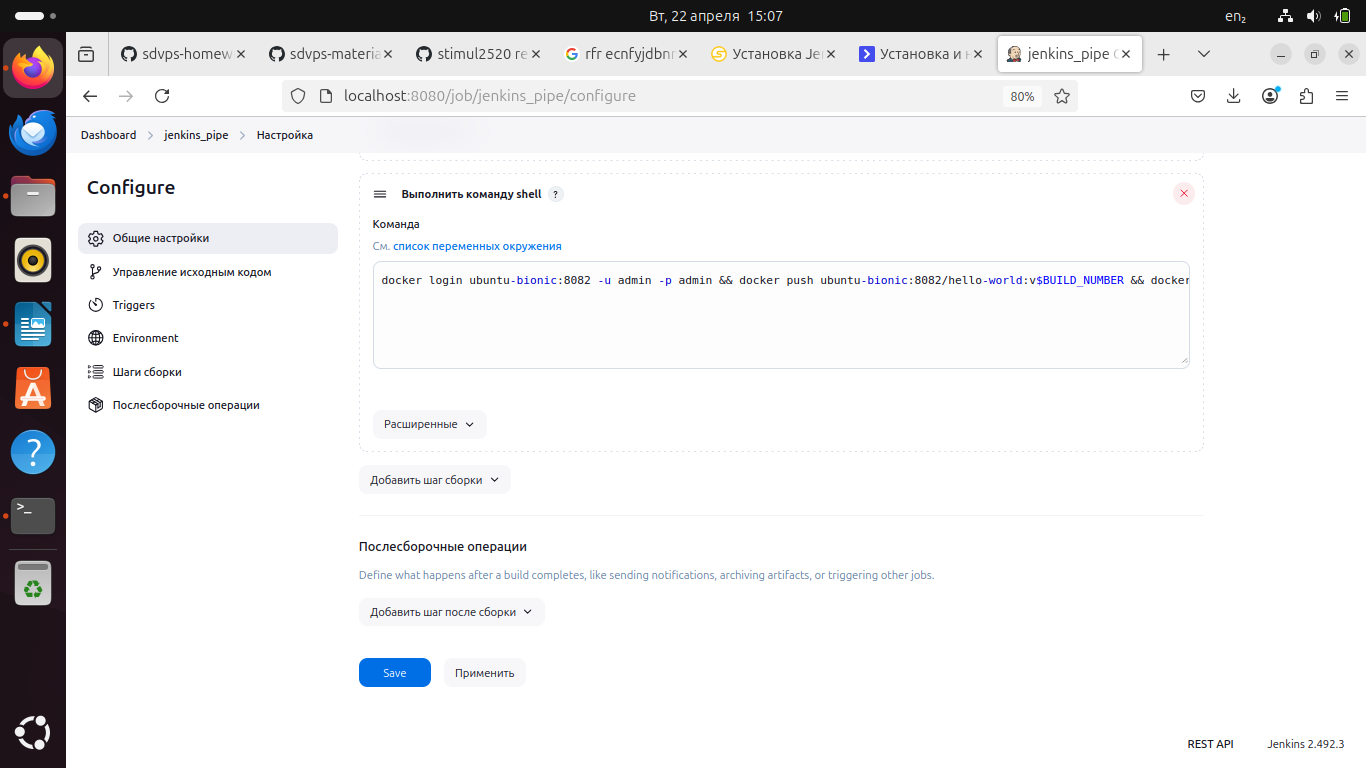 Вт, 22 апреля 15:07
en₂
sdvps-homew
sdvps-materia
stimul2520 re
rfr ecnfyjdbnr
Установка Jer
Установка и н
jenkins_pipe C
localhost:8080/job/jenkins_pipe/configure
80%
Dashboard
jenkins_pipe
Настройка
Configure
Общие настройки
Управление исходным кодом
Triggers
Environment
Шаги сборки
Послесборочные операции
Выполнить команду shell ?
Команда
См. список переменных окружения
docker login ubuntu-bionic:8082 -u admin -p admin && docker push ubuntu-bionic:8082/hello-world:v$BUILD_NUMBER && docker
Расширенные
Добавить шаг сборки
Послесборочные операции
Define what happens after a build completes, like sending notifications, archiving artifacts, or triggering other jobs.
Добавить шаг после сборки
Save
Применить
REST API
Jenkins 2.492.3